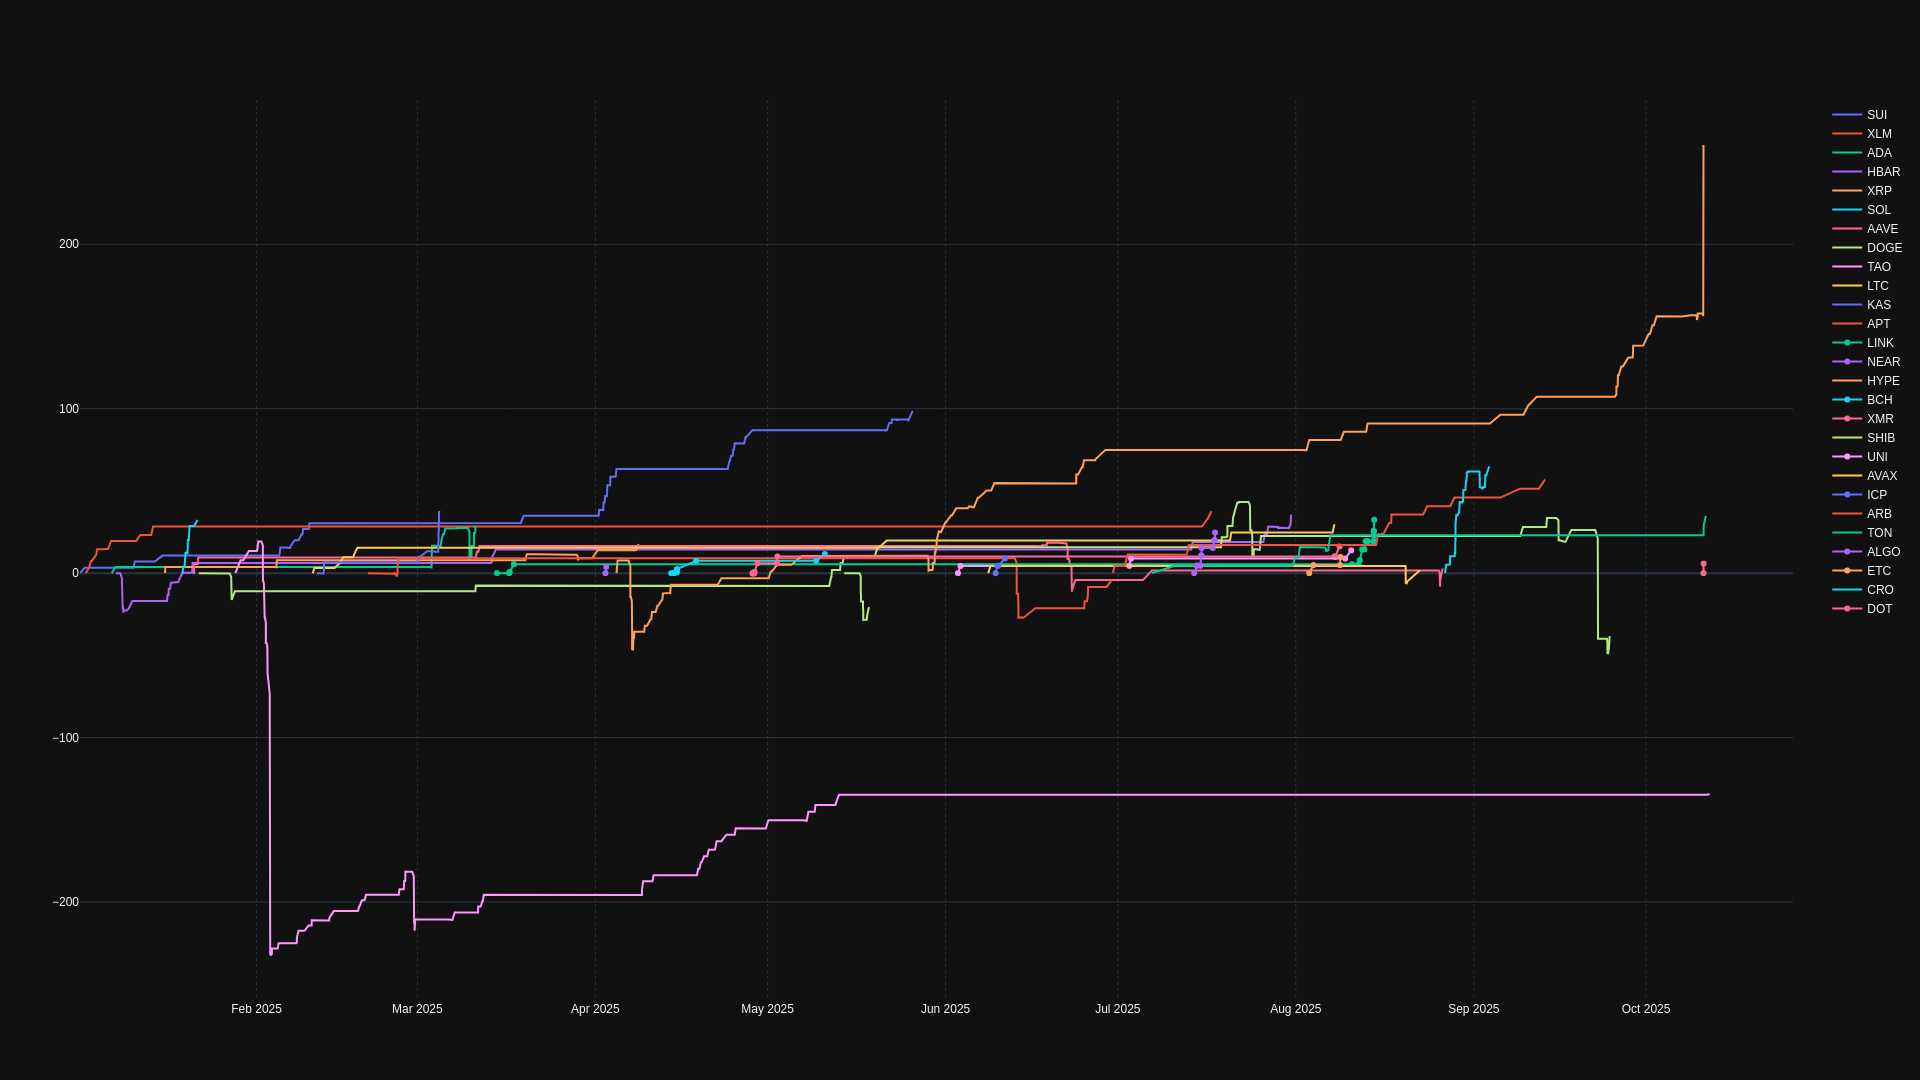 200
100
0
−100
−200
Feb 2025
Mar 2025
Apr 2025
May 2025
Jun 2025
Jul 2025
Aug 2025
Sep 2025
Oct 2025
SUI
XLM
ADA
HBAR
XRP
SOL
AAVE
DOGE
TAO
LTC
KAS
APT
LINK
NEAR
HYPE
BCH
XMR
SHIB
UNI
AVAX
ICP
ARB
TON
ALGO
ETC
CRO
DOT